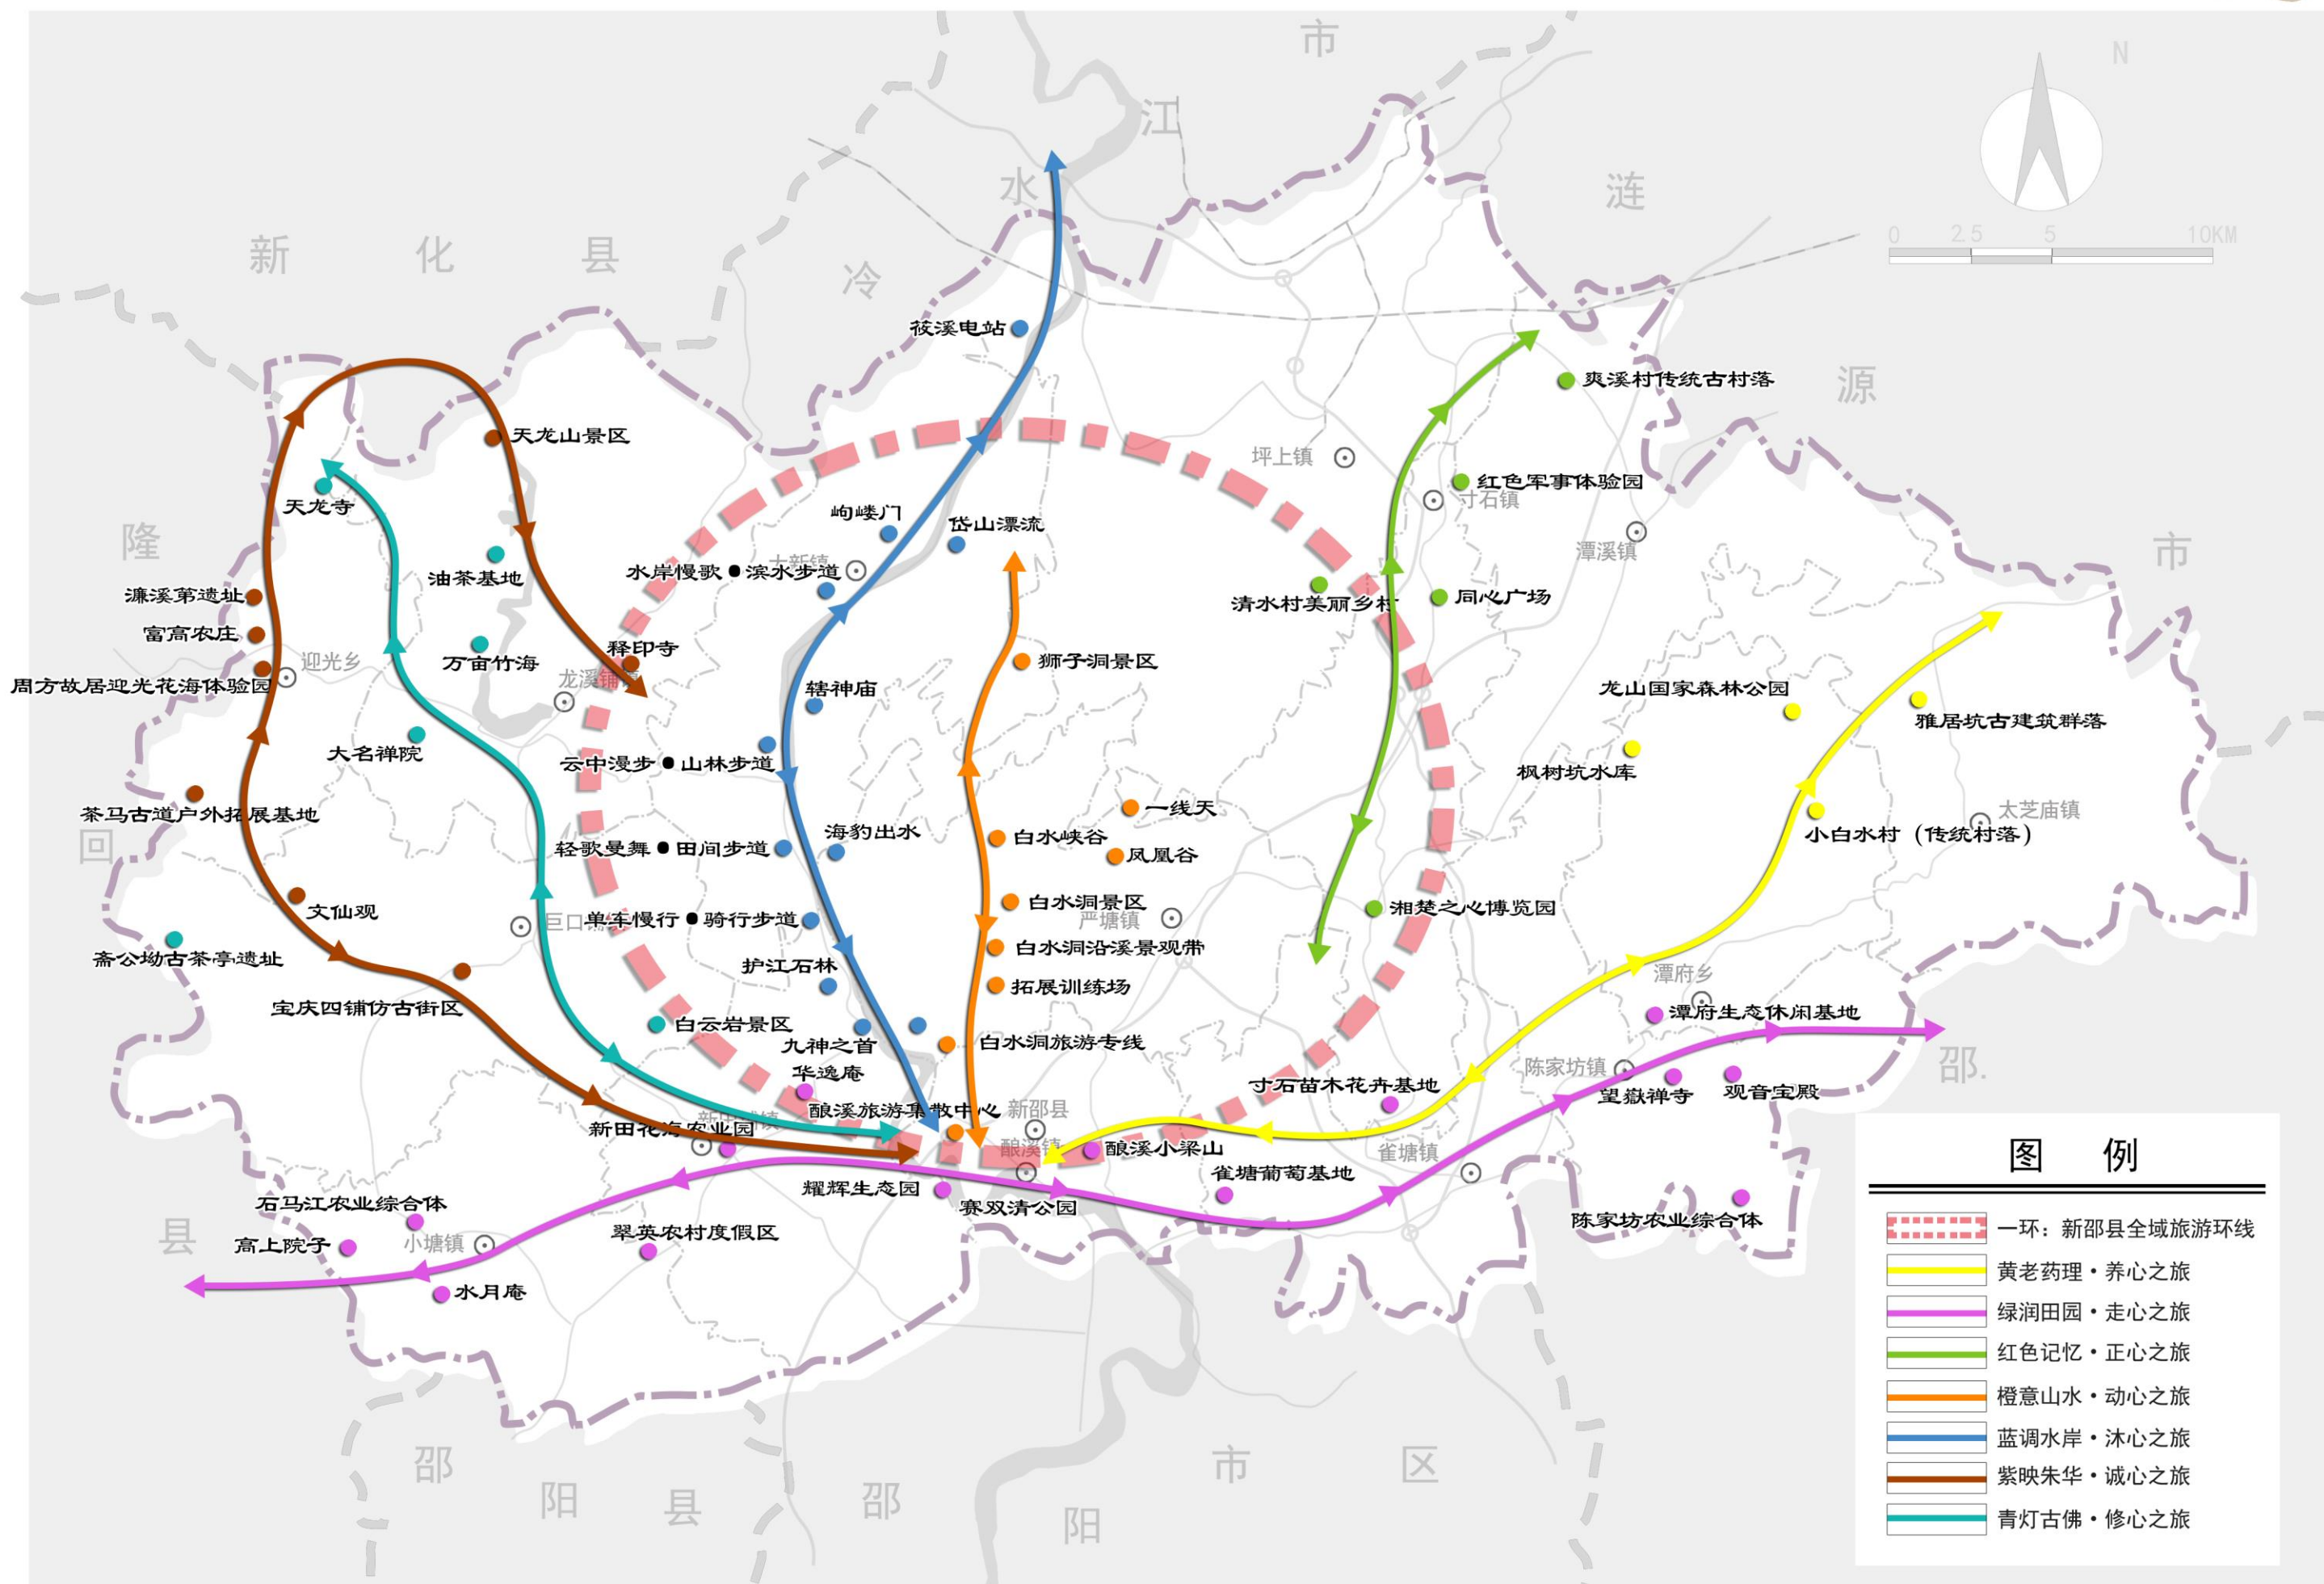 市
江
N
水
涟
0 2.5 5 10KM
新化县
冷
筱溪电站
爽溪村传统古村落
源
天龙山景区
坪上镇
红色军事体验园
寸石镇
天龙寺
岣嵝门
岱山漂流
隆
潭溪镇
市
水岸慢歌●滨水步道
油茶基地
濂溪第遗址
清水村美丽乡村
同心广场
富高农庄
迎光乡
万亩竹海
释印寺
狮子洞景区
周方故居迎光花海体验园
辖神庙
龙山国家森林公园
雅居坑古建筑群落
大名禅院
云中漫步●山林步道
枫树坑水库
茶马古道户外拓展基地
一线天
太芝庙镇
回
轻歌曼舞●田间步道
海豹出水
白水峡谷
凤凰谷
小白水村（传统村落）
文仙观
白水洞景区
湘楚之心博览园
单车慢行●骑行步道
严塘镇
斋公坳古茶亭遗址
白水洞沿溪景观带
护江石林
拓展训练场
潭府乡
宝庆四铺仿古街区
白云岩景区
潭府生态休闲基地
九神之首
白水洞旅游专线
华逸庵
寸石苗木花卉基地
陈家坊镇
邵
望嶽禅寺
观音宝殿
酿溪旅游集散中心
新邵县
新田花海农业园
酿溪镇
酿溪小梁山
雀塘镇
雀塘葡萄基地
耀辉生态园
赛双清公园
石马江农业综合体
陈家坊农业综合体
县
高上院子
小塘镇
翠英农村度假区
水月庵
邵阳县
邵阳市区
图 例
一环：新邵县全域旅游环线
黄老药理·养心之旅
绿润田园·走心之旅
红色记忆·正心之旅
橙意山水·动心之旅
蓝调水岸·沐心之旅
紫映朱华·诚心之旅
青灯古佛·修心之旅